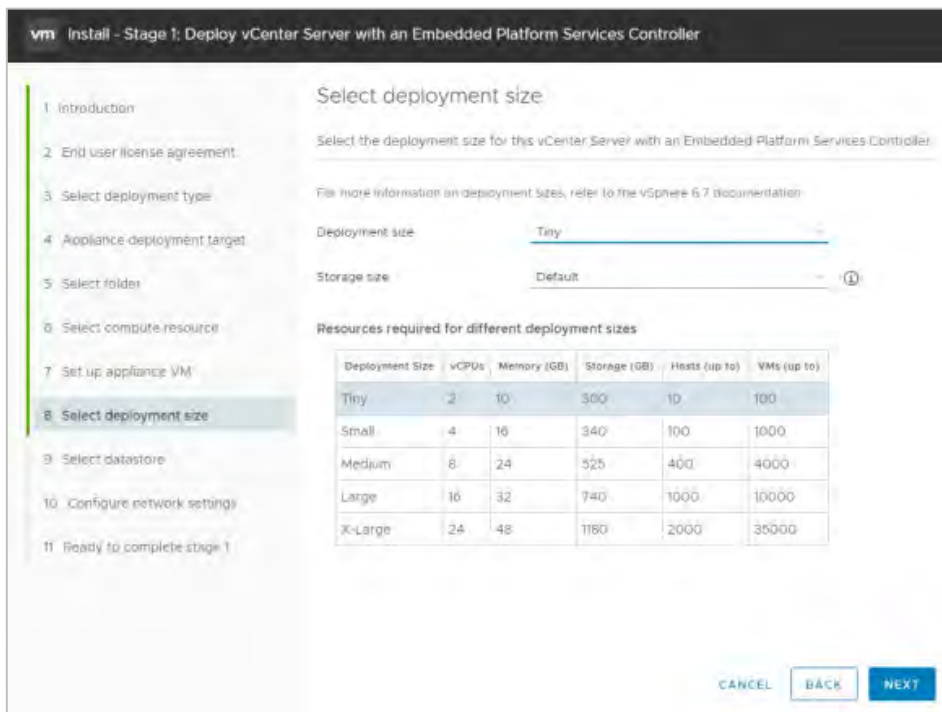 vm Install - Stage 1: Deploy vCenter Server with an Embedded Platform Services Controller
1 Introduction
2 End user license agreement
3 Select deployment type
4 Appliance deployment target
5 Select folder
6 Select compute resource
7 Set up appliance VM
8 Select deployment size
9 Select datastore
10 Configure network settings
11 Ready to complete stage 1
Select deployment size
Select the deployment size for this vCenter Server with an Embedded Platform Services Controller.
For more information on deployment sizes, refer to the vSphere 6.7 documentation.
Deployment size Tiny
Storage size Default
Resources required for different deployment sizes
Deployment Size vCPUs Memory (GB) Storage (GB) Hosts (up to) VMs (up to)
Tiny 2 10 300 10 100
Small 4 16 340 100 1000
Medium 8 24 525 400 4000
Large 16 32 740 1000 10000
X-Large 24 48 1180 2000 35000
CANCEL BACK NEXT